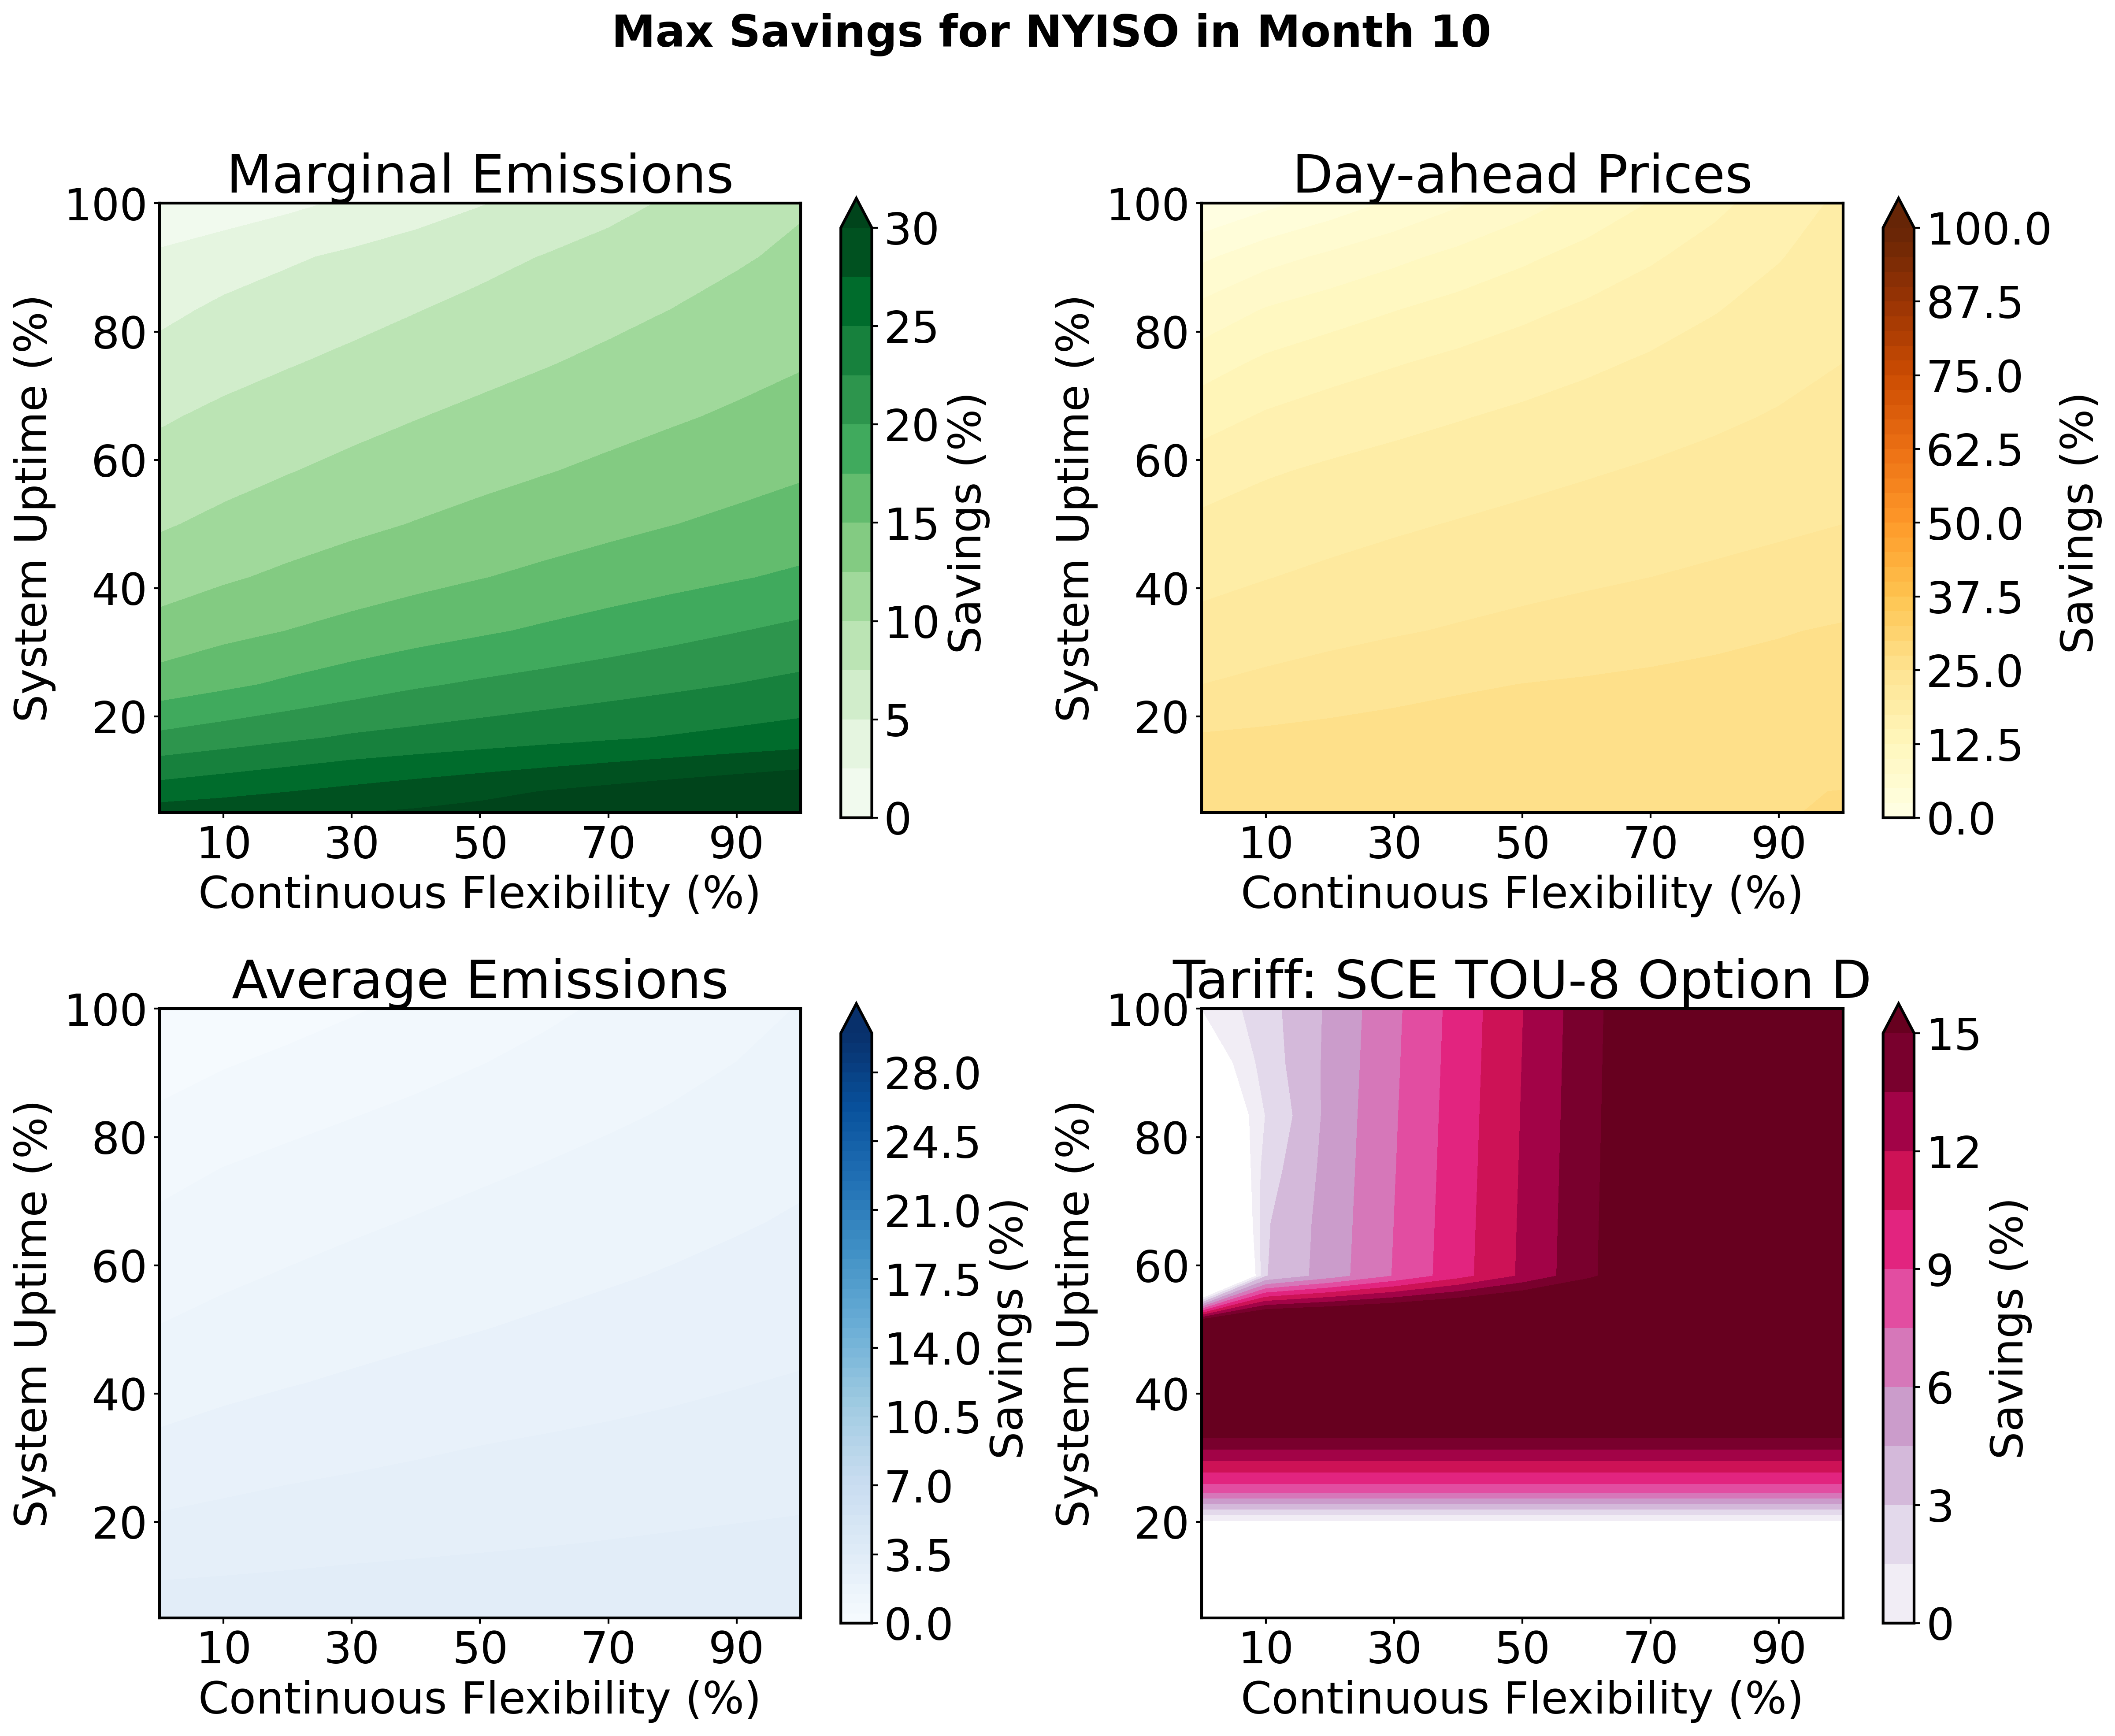 Max Savings for NYISO in Month 10
Marginal Emissions
System Uptime (%)
100
80
60
40
20
10 30 50 70 90
Continuous Flexibility (%)
30
25
20
15
10
5
0
Savings (%)
Day-ahead Prices
System Uptime (%)
100
80
60
40
20
10 30 50 70 90
Continuous Flexibility (%)
100.0
87.5
75.0
62.5
50.0
37.5
25.0
12.5
0.0
Savings (%)
Average Emissions
System Uptime (%)
100
80
60
40
20
10 30 50 70 90
Continuous Flexibility (%)
28.0
24.5
21.0
17.5
14.0
10.5
7.0
3.5
0.0
Savings (%)
Tariff: SCE TOU-8 Option D
System Uptime (%)
100
80
60
40
20
10 30 50 70 90
Continuous Flexibility (%)
15
12
9
6
3
0
Savings (%)